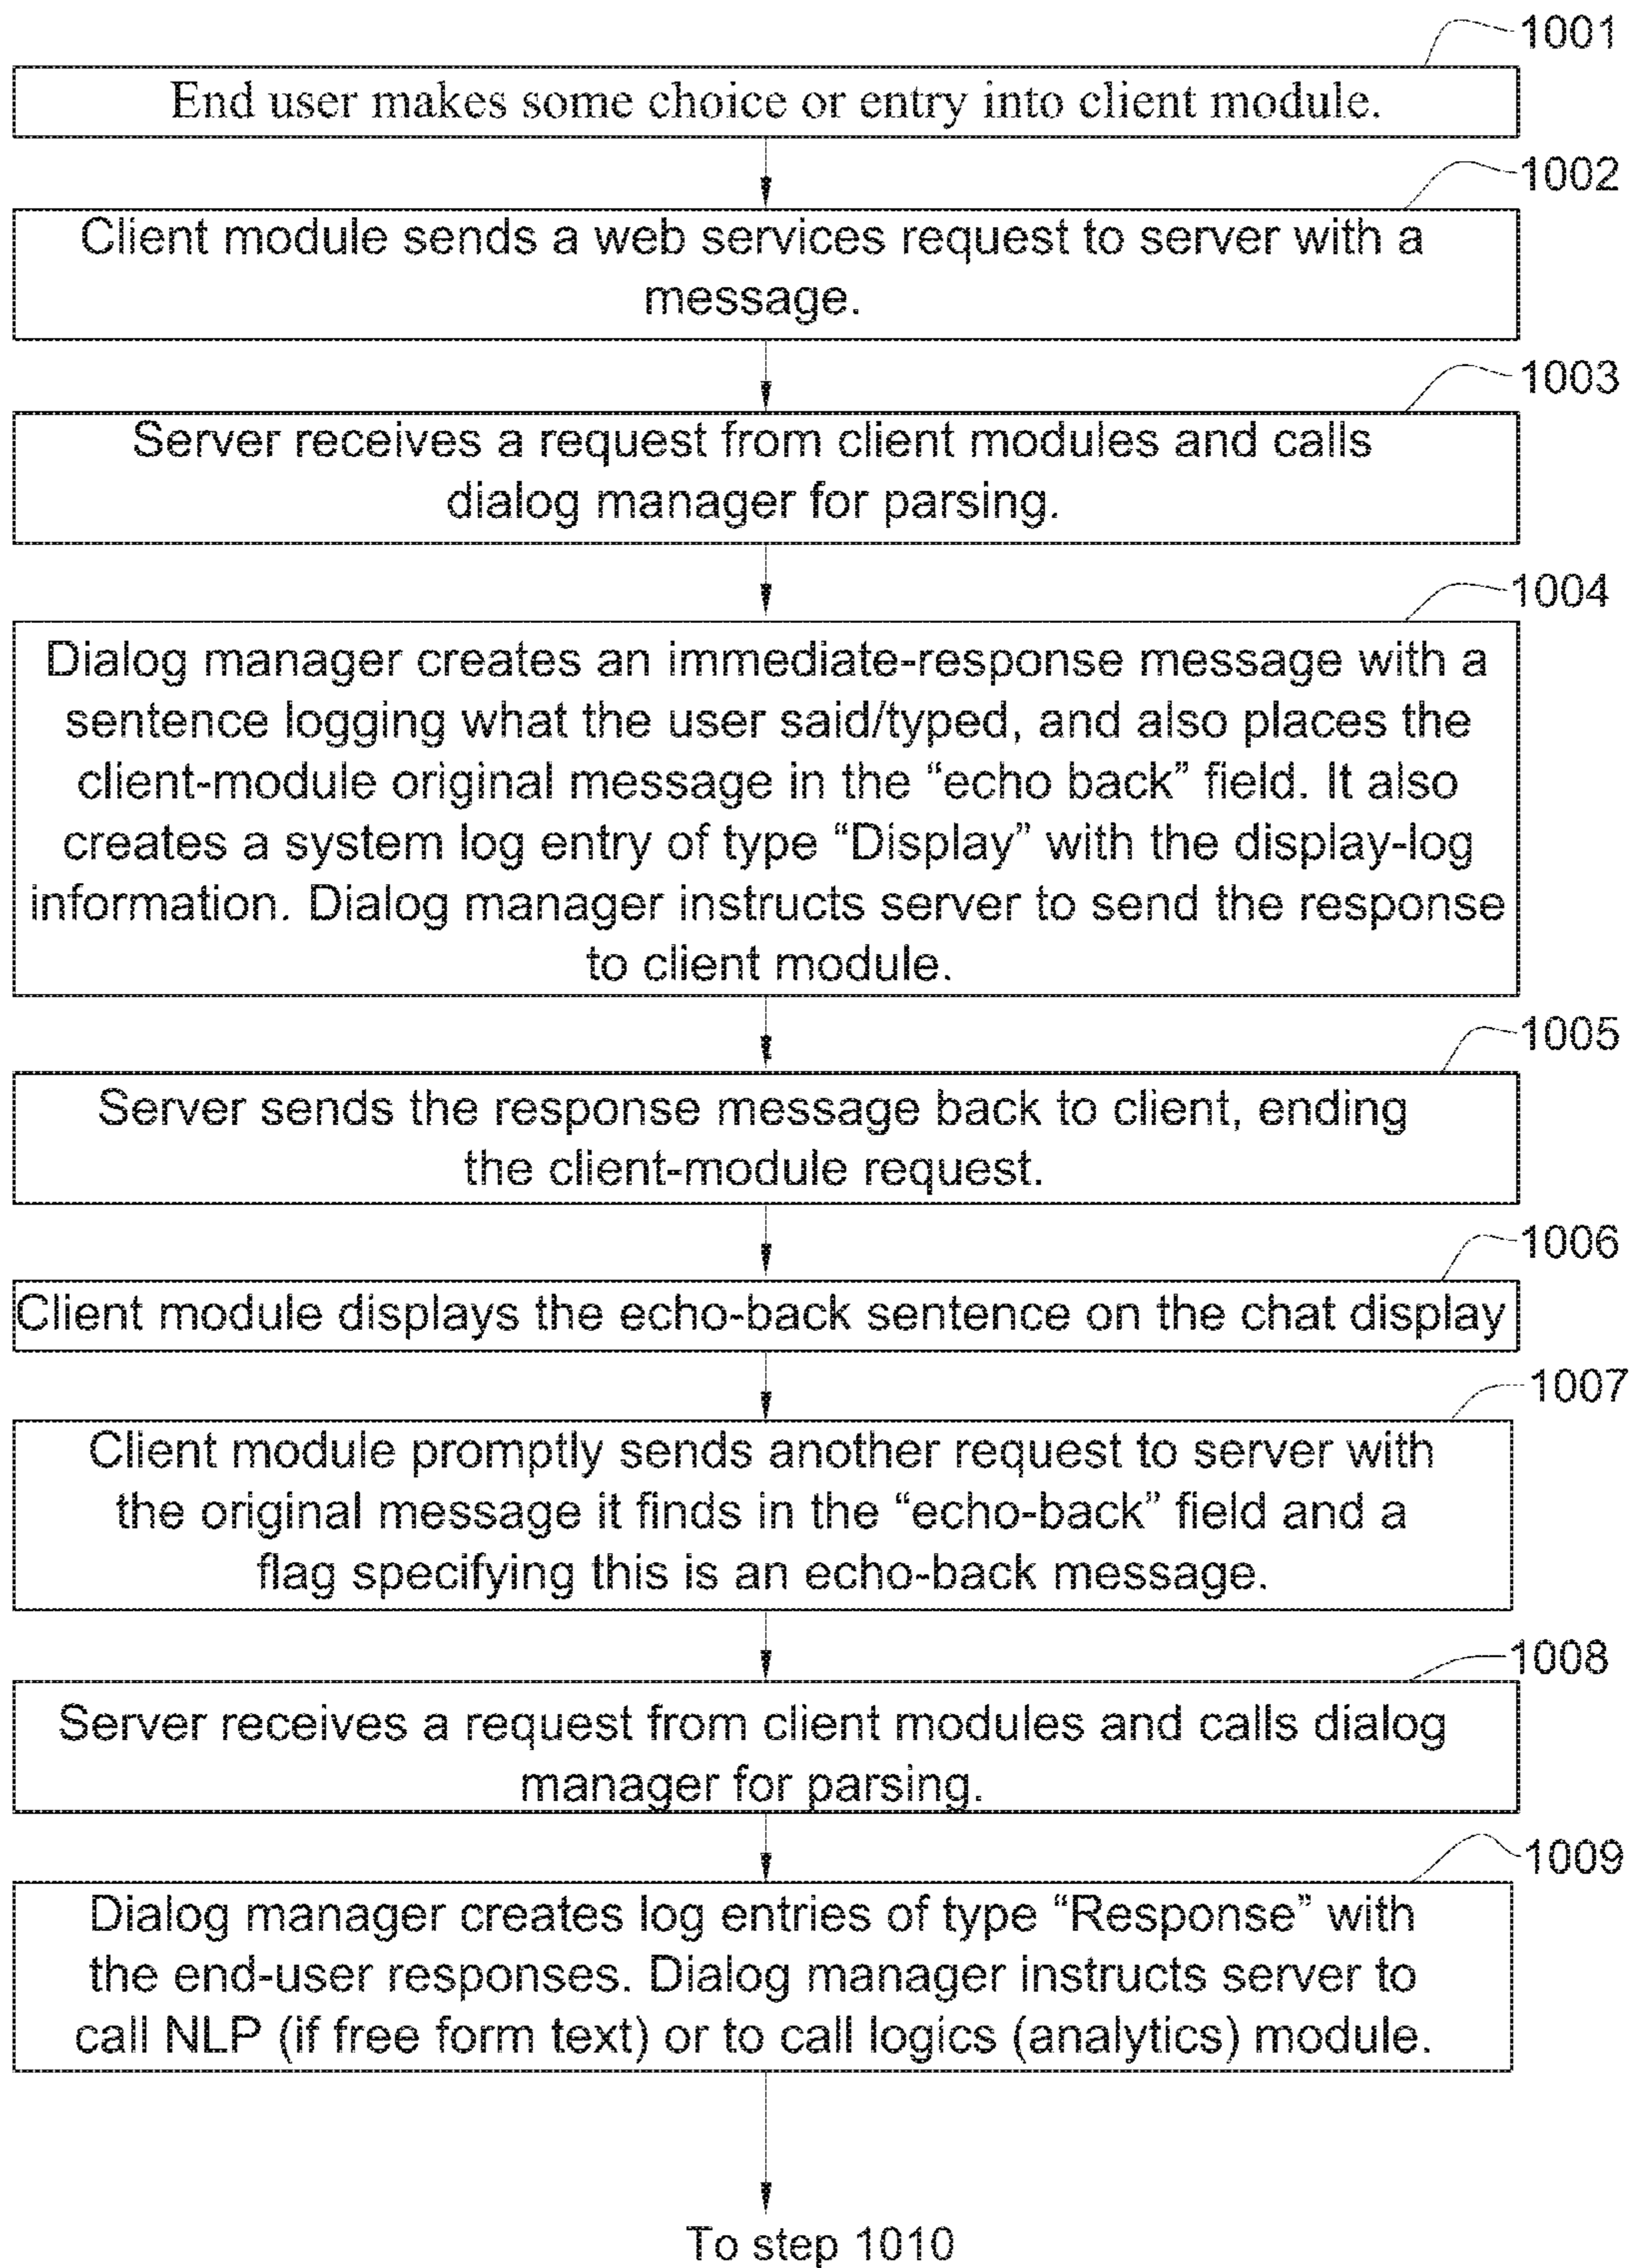 1001
End user makes some choice or entry into client module.
1002
Client module sends a web services request to server with a
message.
1003
Server receives a request from client modules and calls
dialog manager for parsing.
1004
Dialog manager creates an immediate-response message with a
sentence logging what the user said/typed, and also places the
client-module original message in the “echo back” field. It also
creates a system log entry of type “Display” with the display-log
information. Dialog manager instructs server to send the response
to client module.
1005
Server sends the response message back to client, ending
the client-module request.
1006
Client module displays the echo-back sentence on the chat display
1007
Client module promptly sends another request to server with
the original message it finds in the “echo-back” field and a
flag specifying this is an echo-back message.
1008
Server receives a request from client modules and calls dialog
manager for parsing.
1009
Dialog manager creates log entries of type “Response” with
the end-user responses. Dialog manager instructs server to
call NLP (if free form text) or to call logics (analytics) module.
To step 1010